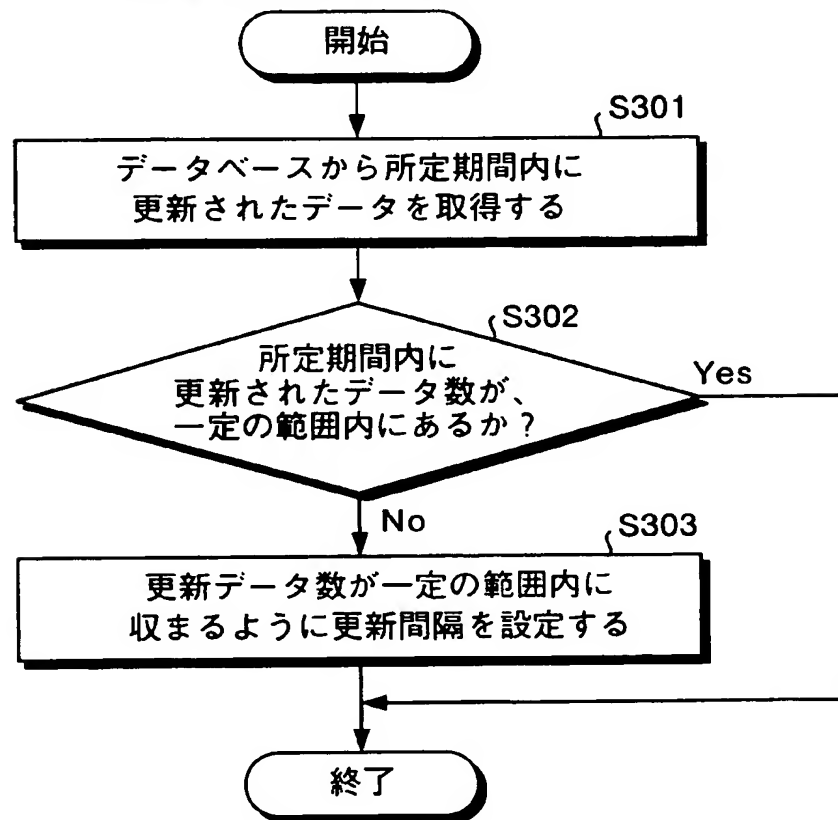 開始
S301
データベースから所定期間内に
更新されたデータを取得する
S302
所定期間内に
更新されたデータ数が、
一定の範囲内にあるか？
Yes
No
S303
更新データ数が一定の範囲内に
収まるように更新間隔を設定する
終了